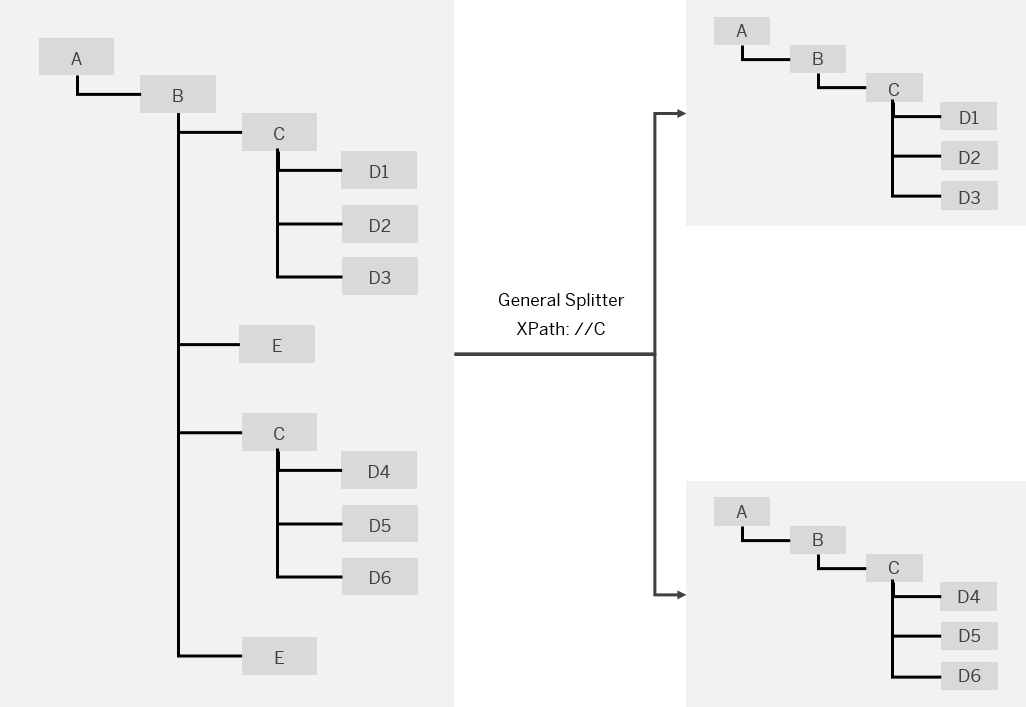 A
B
C
D1
D2
D3
E
C
D4
D5
D6
E
General Splitter
XPath: //C
A
B
C
D1
D2
D3
A
B
C
D4
D5
D6